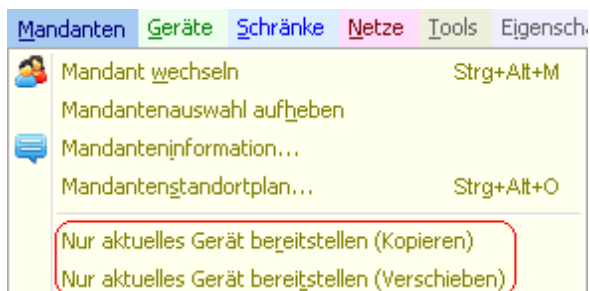 Mandanten Geräte Schränke Netze Tools Eigensch
Mandant wechseln Strg+Alt+M
Mandantenauswahl aufheben
Mandanteninformation...
Mandantenstandortplan... Strg+Alt+O
Nur aktuelles Gerät bereitstellen (Kopieren)
Nur aktuelles Gerät bereitstellen (Verschieben)